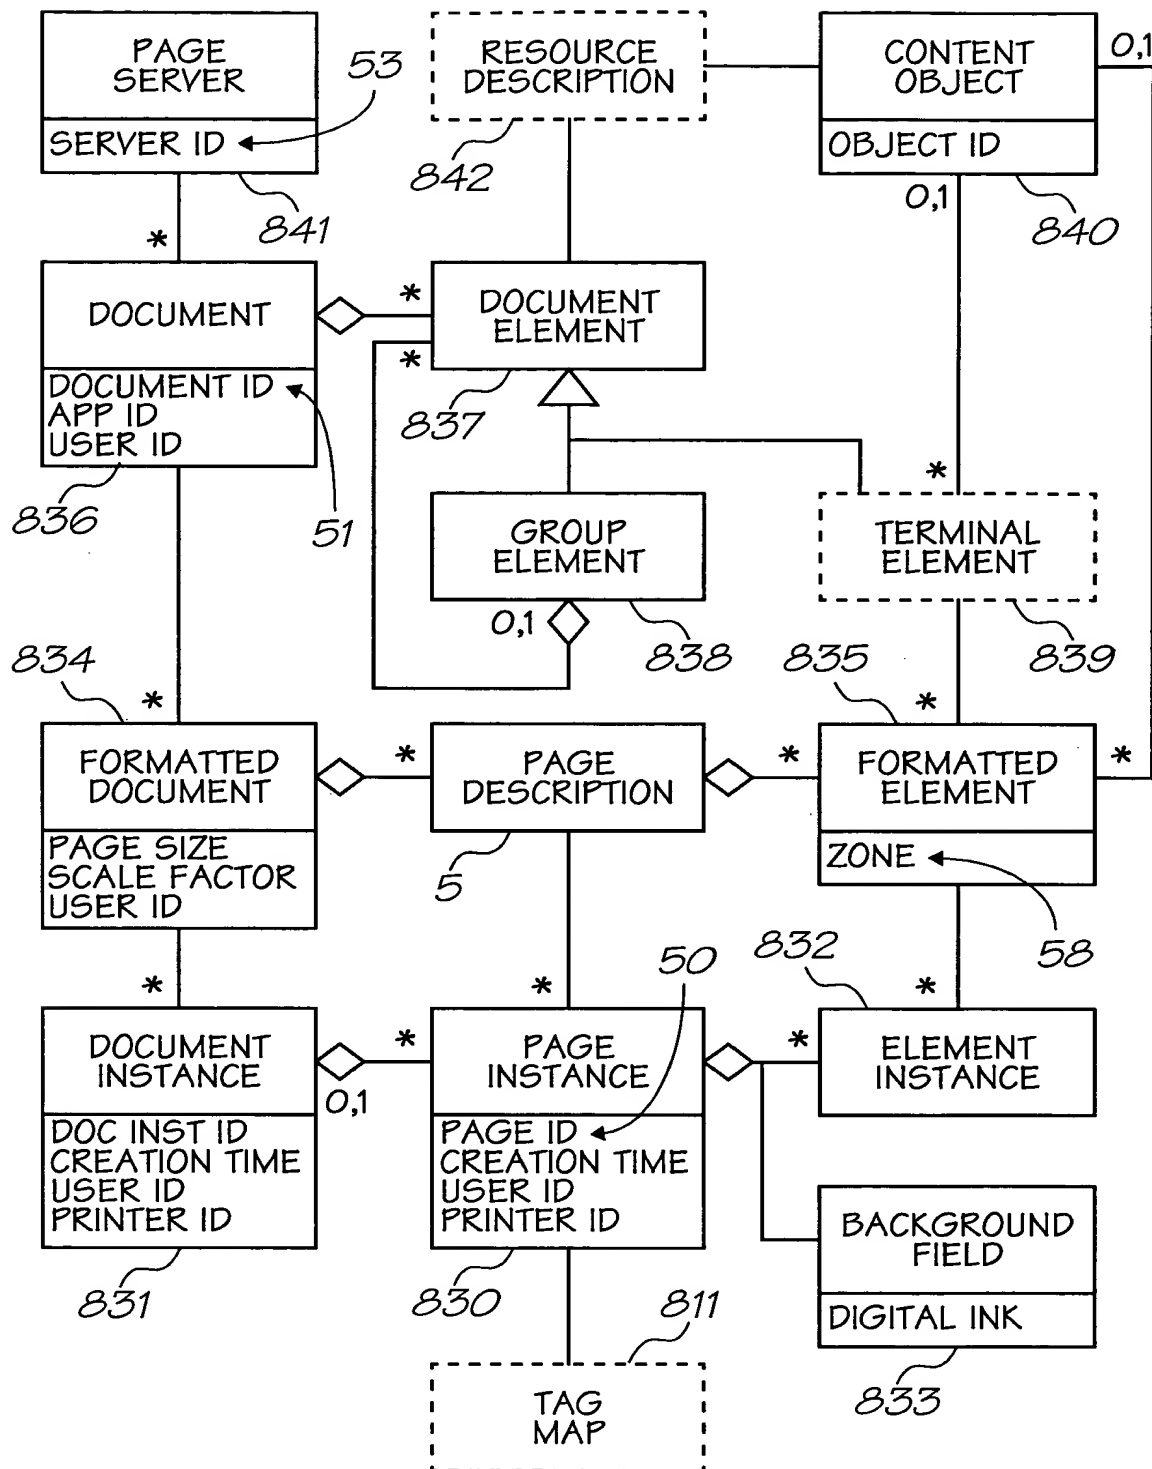 PAGE
SERVER
53
SERVER ID
841
RESOURCE
DESCRIPTION
842
CONTENT
OBJECT
0,1
OBJECT ID
0,1
840
*
DOCUMENT
DOCUMENT ID
APP ID
USER ID
836
51
*
*
DOCUMENT
ELEMENT
837
GROUP
ELEMENT
0,1
838
*
TERMINAL
ELEMENT
839
834
*
FORMATTED
DOCUMENT
PAGE SIZE
SCALE FACTOR
USER ID
*
PAGE
DESCRIPTION
5
835
*
*
*
FORMATTED
ELEMENT
ZONE
58
*
DOCUMENT
INSTANCE
0,1
DOC INST ID
CREATION TIME
USER ID
PRINTER ID
831
*
*
50
PAGE
INSTANCE
PAGE ID
CREATION TIME
USER ID
PRINTER ID
830
832
*
*
ELEMENT
INSTANCE
BACKGROUND
FIELD
DIGITAL INK
833
811
TAG
MAP